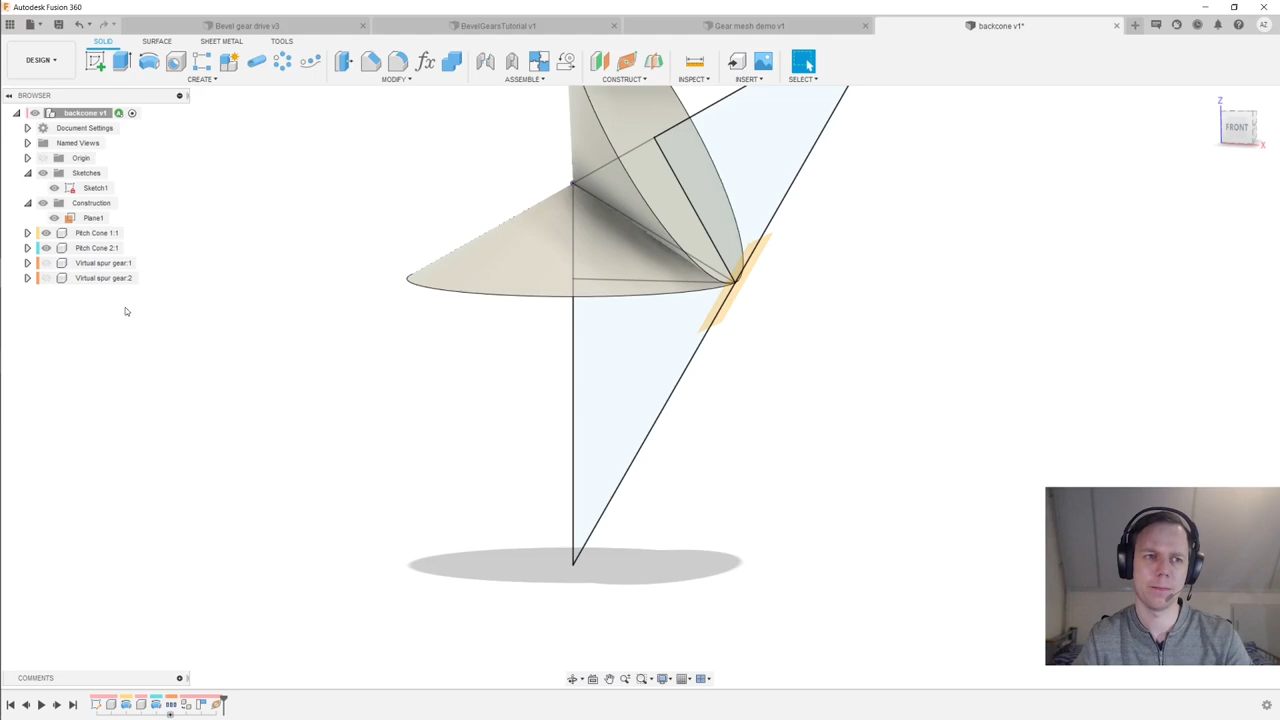 Autodesk Fusion 360
Bevel gear drive v3
BevelGearsTutorial v1
Gear mesh demo v1
backcone v1*
AZ
DESIGN
SOLID
SURFACE
SHEET METAL
TOOLS
CREATE
MODIFY
ASSEMBLE
CONSTRUCT
INSPECT
INSERT
SELECT
BROWSER
backcone v1
Document Settings
Named Views
Origin
Sketches
Sketch1
Construction
Plane1
Pitch Cone 1:1
Pitch Cone 2:1
Virtual spur gear:1
Virtual spur gear:2
Z
FRONT
X
COMMENTS